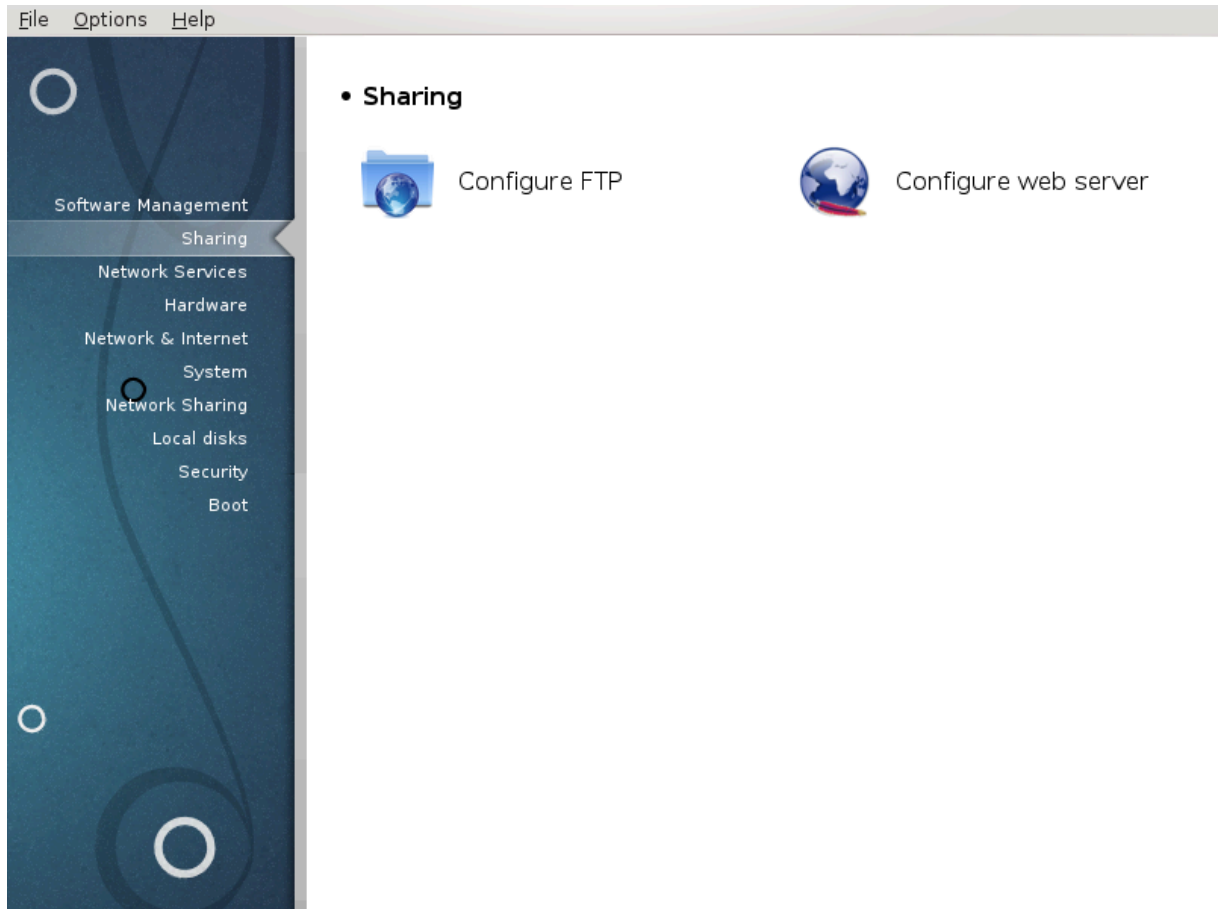 File Options Help
Software Management
Sharing
Network Services
Hardware
Network & Internet
System
Network Sharing
Local disks
Security
Boot
• Sharing
Configure FTP
Configure web server